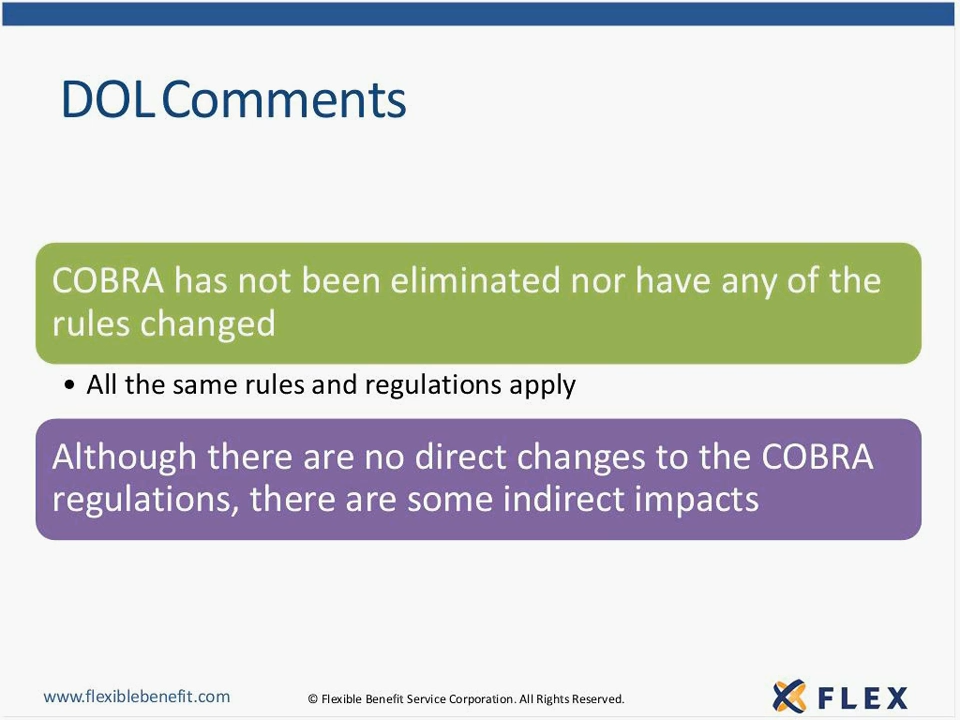 DOL Comments
COBRA has not been eliminated nor have any of the
rules changed
• All the same rules and regulations apply
Although there are no direct changes to the COBRA
regulations, there are some indirect impacts
www.flexiblebenefit.com
© Flexible Benefit Service Corporation. All Rights Reserved.
FLEX